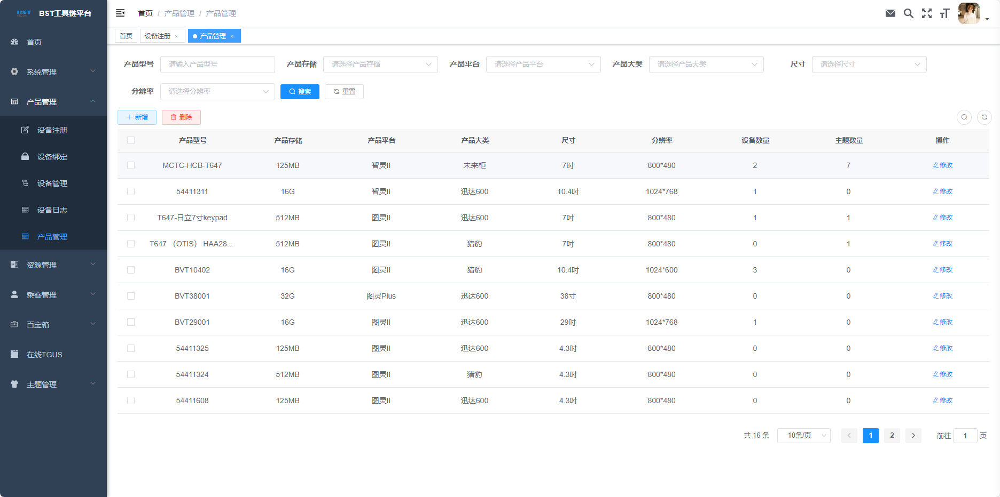 BST BST工具链平台
首页
系统管理
产品管理
设备注册
设备绑定
设备管理
设备日志
产品管理
资源管理
乘客管理
百宝箱
在线TGUS
主题管理
首页 / 产品管理 / 产品管理
首页 设备注册 × 产品管理 ×
产品型号 请输入产品型号 产品存储 请选择产品存储 产品平台 请选择产品平台 产品大类 请选择产品大类 尺寸 请选择尺寸
分辨率 请选择分辨率 搜索 重置
新增 删除
产品型号 产品存储 产品平台 产品大类 尺寸 分辨率 设备数量 主题数量 操作
MCTC-HCB-T647 125MB 智灵II 未来柜 7吋 800*480 2 7 修改
54411311 16G 智灵II 迅达600 10.4吋 1024*768 1 0 修改
T647-日立7寸keypad 512MB 图灵II 迅达600 7吋 800*480 1 1 修改
T647 （OTIS） HAA28... 512MB 图灵II 猎豹 7吋 800*480 0 1 修改
BVT10402 16G 图灵II 猎豹 10.4吋 1024*600 3 0 修改
BVT38001 32G 图灵Plus 迅达600 38寸 800*480 0 0 修改
BVT29001 16G 图灵II 迅达600 29吋 1024*768 1 0 修改
54411325 125MB 图灵II 迅达600 4.3吋 800*480 0 0 修改
54411324 512MB 图灵II 猎豹 4.3吋 800*480 0 0 修改
54411608 125MB 图灵II 迅达600 4.3吋 800*480 0 0 修改
共 16 条 10条/页 1 2 前往 1 页